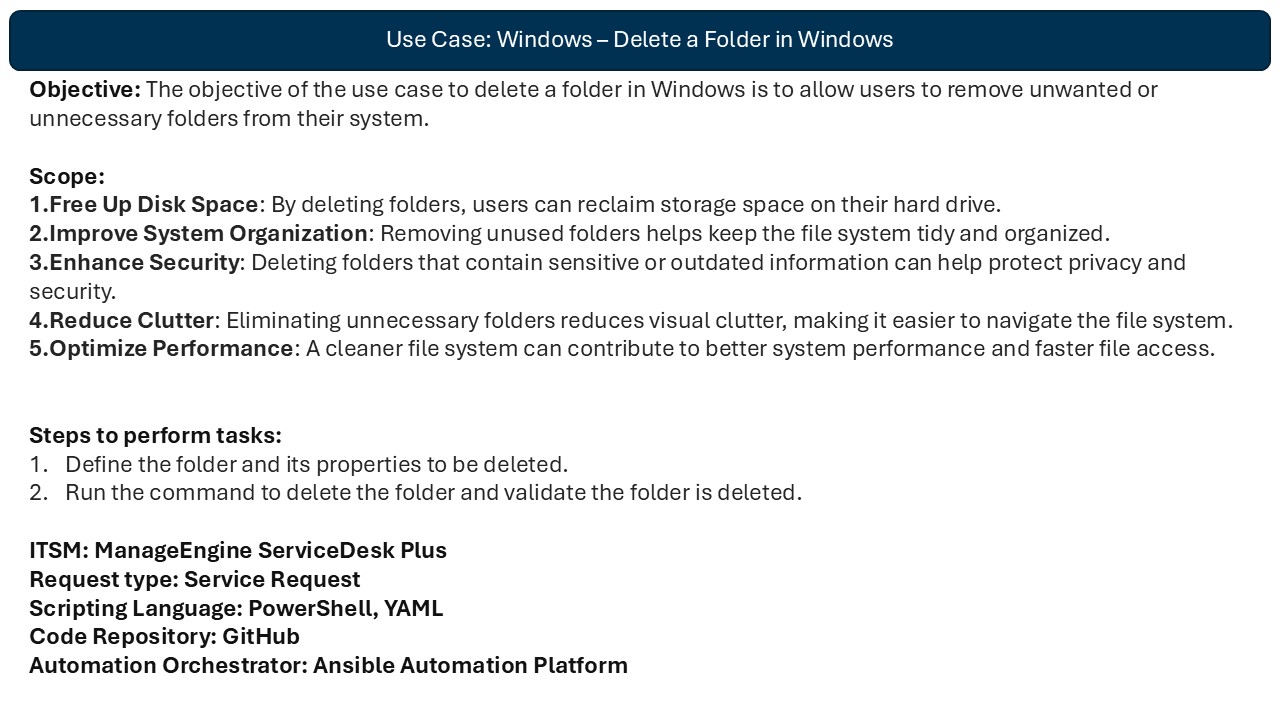 Use Case: Windows – Delete a Folder in Windows
Objective: The objective of the use case to delete a folder in Windows is to allow users to remove unwanted or
unnecessary folders from their system.
Scope:
1.Free Up Disk Space: By deleting folders, users can reclaim storage space on their hard drive.
2.Improve System Organization: Removing unused folders helps keep the file system tidy and organized.
3.Enhance Security: Deleting folders that contain sensitive or outdated information can help protect privacy and
security.
4.Reduce Clutter: Eliminating unnecessary folders reduces visual clutter, making it easier to navigate the file system.
5.Optimize Performance: A cleaner file system can contribute to better system performance and faster file access.
Steps to perform tasks:
1. Define the folder and its properties to be deleted.
2. Run the command to delete the folder and validate the folder is deleted.
ITSM: ManageEngine ServiceDesk Plus
Request type: Service Request
Scripting Language: PowerShell, YAML
Code Repository: GitHub
Automation Orchestrator: Ansible Automation Platform